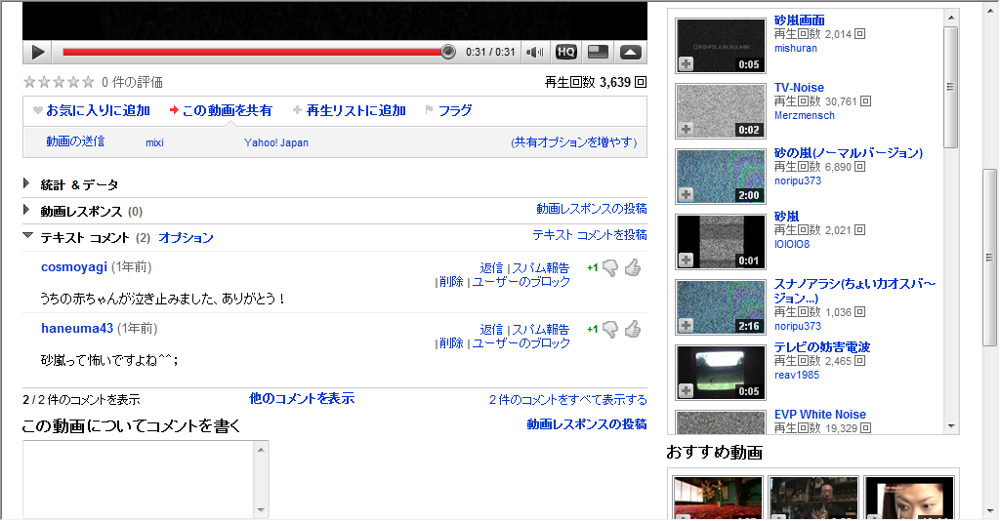 0:31 / 0:31
HQ
0 件の評価
再生回数 3,639 回
お気に入りに追加
この動画を共有
再生リストに追加
フラグ
動画の送信
mixi
Yahoo! Japan
(共有オプションを増やす)
統計 & データ
動画レスポンス (0)
動画レスポンスの投稿
テキスト コメント (2) オプション
テキスト コメントを投稿
cosmoyagi (1年前)
返信 | スパム報告
+1
| 削除 | ユーザーのブロック
うちの赤ちゃんが泣き止みました、ありがとう！
haneuma43 (1年前)
返信 | スパム報告
+1
| 削除 | ユーザーのブロック
砂嵐って怖いですよね^^;
2 / 2 件のコメントを表示
他のコメントを表示
2 件のコメントをすべて表示する
この動画についてコメントを書く
動画レスポンスの投稿
砂嵐画面
再生回数 2,014 回
mishuran
0:05
TV-Noise
再生回数 30,761 回
Merzmensch
0:02
砂の嵐(ノーマルバージョン)
再生回数 6,890 回
noripu373
2:00
砂嵐
再生回数 2,021 回
IOIOIO8
0:01
スナノアラシ(ちょいカオスバ～
ジョン...)
再生回数 1,036 回
noripu373
2:16
テレビの妨害電波
再生回数 2,465 回
reav1985
0:05
EVP White Noise
再生回数 19,329 回
おすすめ動画